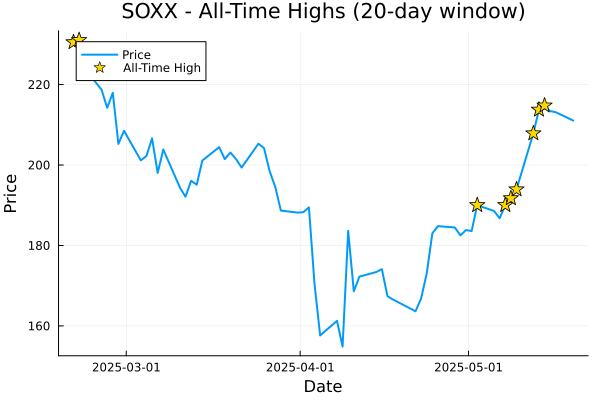 SOXX - All-Time Highs (20-day window)
Price
All-Time High
220
200
180
160
Price
2025-03-01
2025-04-01
2025-05-01
Date